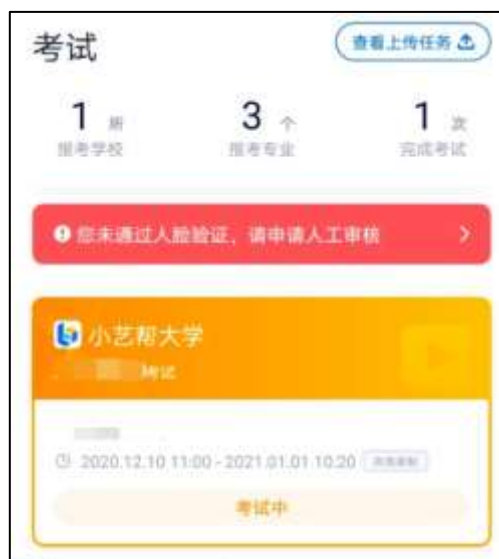 考试
查看上传任务
1 所
3 个
1 次
报考学校
报考专业
完成考试
您未通过人脸验证，请申请人工审核
小艺帮大学
考试
2020.12.10 11:00 - 2021.01.01 10:20
考试中